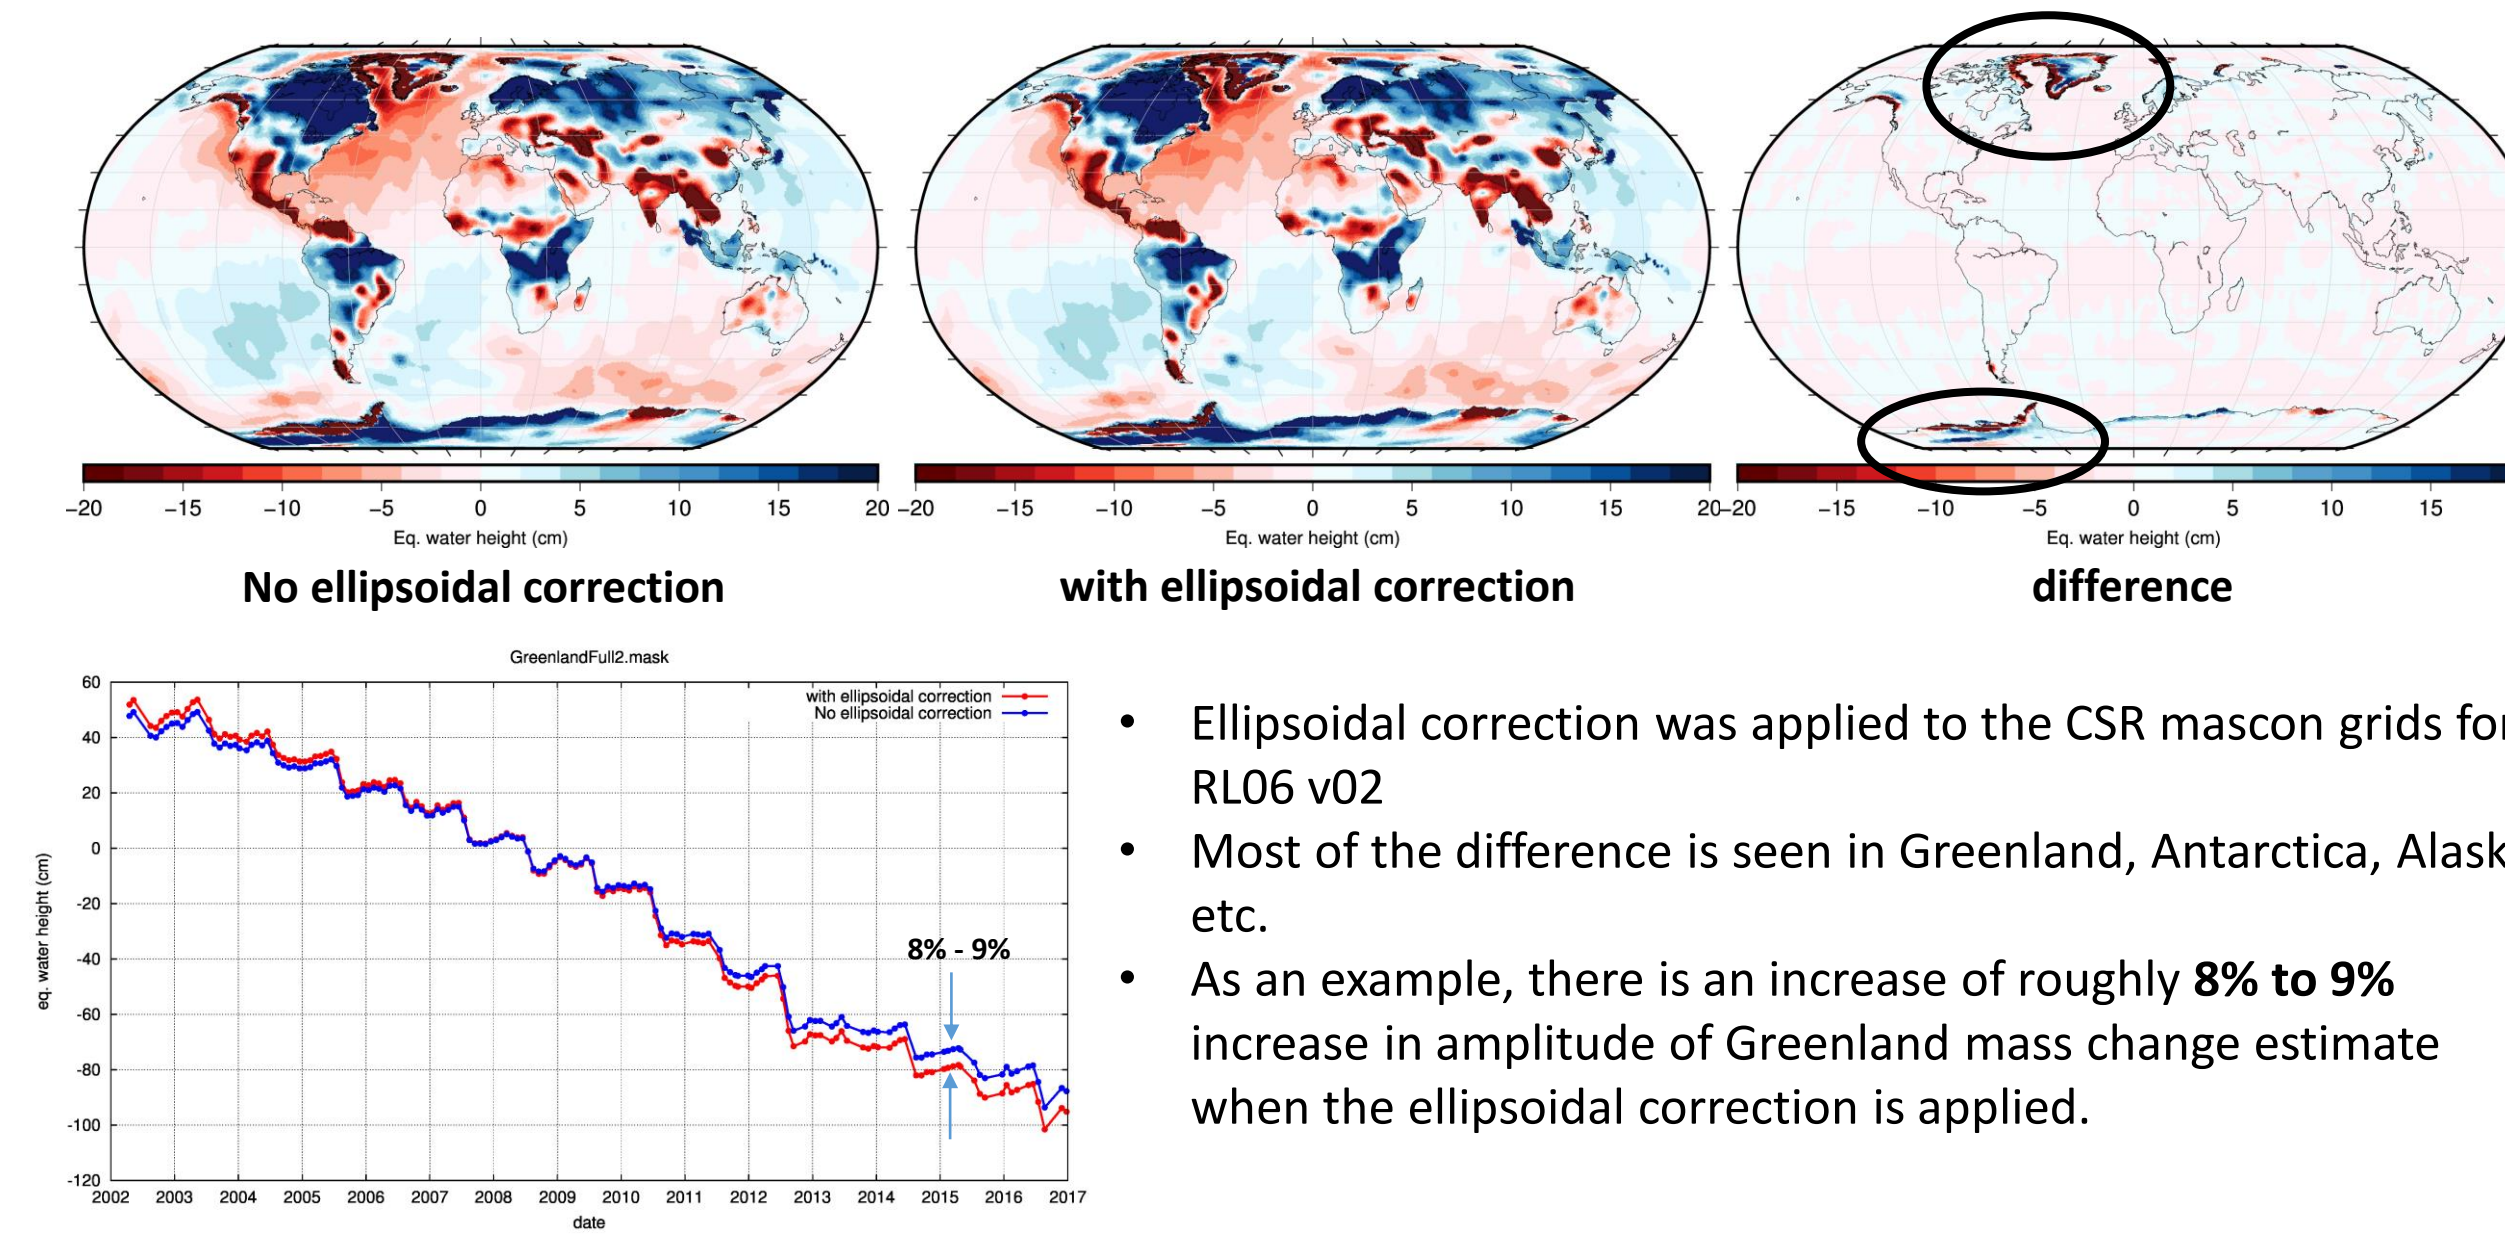 −20 −15 −10 −5 0 5 10 15 20
Eq. water height (cm)
No ellipsoidal correction
−20 −15 −10 −5 0 5 10 15 20
Eq. water height (cm)
with ellipsoidal correction
−20 −15 −10 −5 0 5 10 15
Eq. water height (cm)
difference
GreenlandFull2.mask
with ellipsoidal correction
No ellipsoidal correction
60
40
20
0
-20
-40
-60
-80
-100
-120
eq. water height (cm)
8% - 9%
2002 2003 2004 2005 2006 2007 2008 2009 2010 2011 2012 2013 2014 2015 2016 2017
date
• Ellipsoidal correction was applied to the CSR mascon grids for
RL06 v02
• Most of the difference is seen in Greenland, Antarctica, Alask
etc.
• As an example, there is an increase of roughly 8% to 9%
increase in amplitude of Greenland mass change estimate
when the ellipsoidal correction is applied.